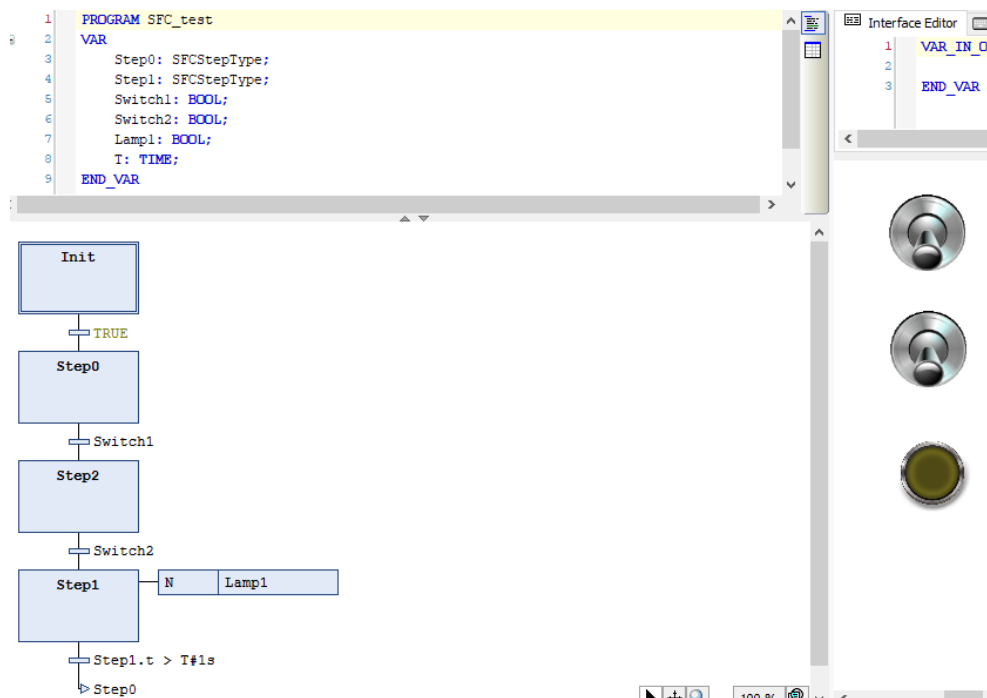 1 PROGRAM SFC_test
2 VAR
3 Step0: SFCStepType;
4 Step1: SFCStepType;
5 Switch1: BOOL;
6 Switch2: BOOL;
7 Lamp1: BOOL;
8 T: TIME;
9 END_VAR
Interface Editor
1 VAR_IN_O
2
3 END_VAR
Init
TRUE
Step0
Switch1
Step2
Switch2
Step1 N Lamp1
Step1.t > T#1s
Step0
100 %